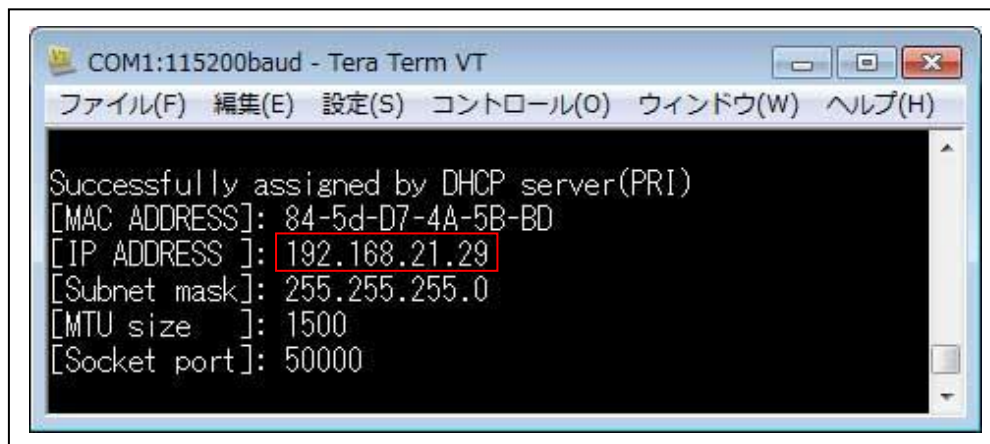 COM1:115200baud - Tera Term VT
ファイル(F) 編集(E) 設定(S) コントロール(O) ウィンドウ(W) ヘルプ(H)
Successfully assigned by DHCP server(PRI)
[MAC ADDRESS]: 84-5d-D7-4A-5B-BD
[IP ADDRESS ]: 192.168.21.29
[Subnet mask]: 255.255.255.0
[MTU size   ]: 1500
[Socket port]: 50000